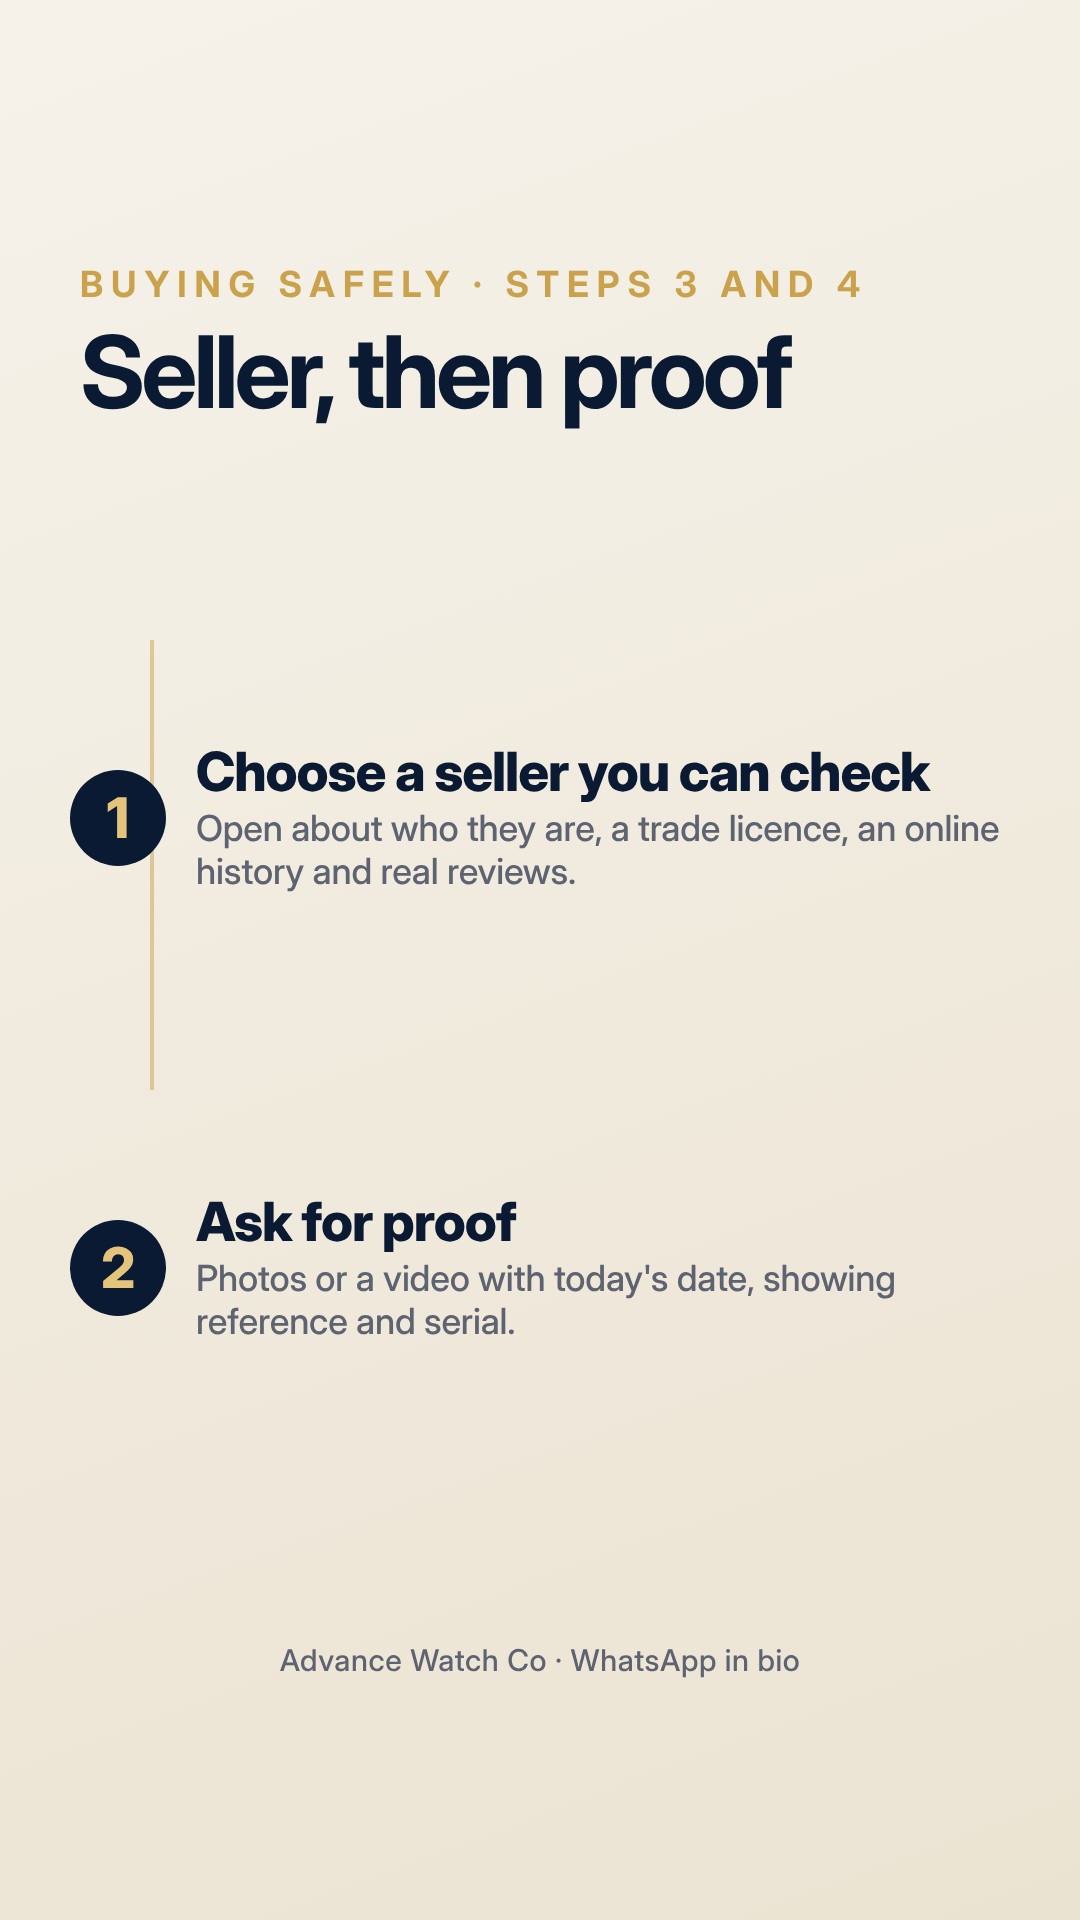 BUYING SAFELY · STEPS 3 AND 4
Seller, then proof
1
Choose a seller you can check
Open about who they are, a trade licence, an online
history and real reviews.
2
Ask for proof
Photos or a video with today's date, showing
reference and serial.
Advance Watch Co · WhatsApp in bio